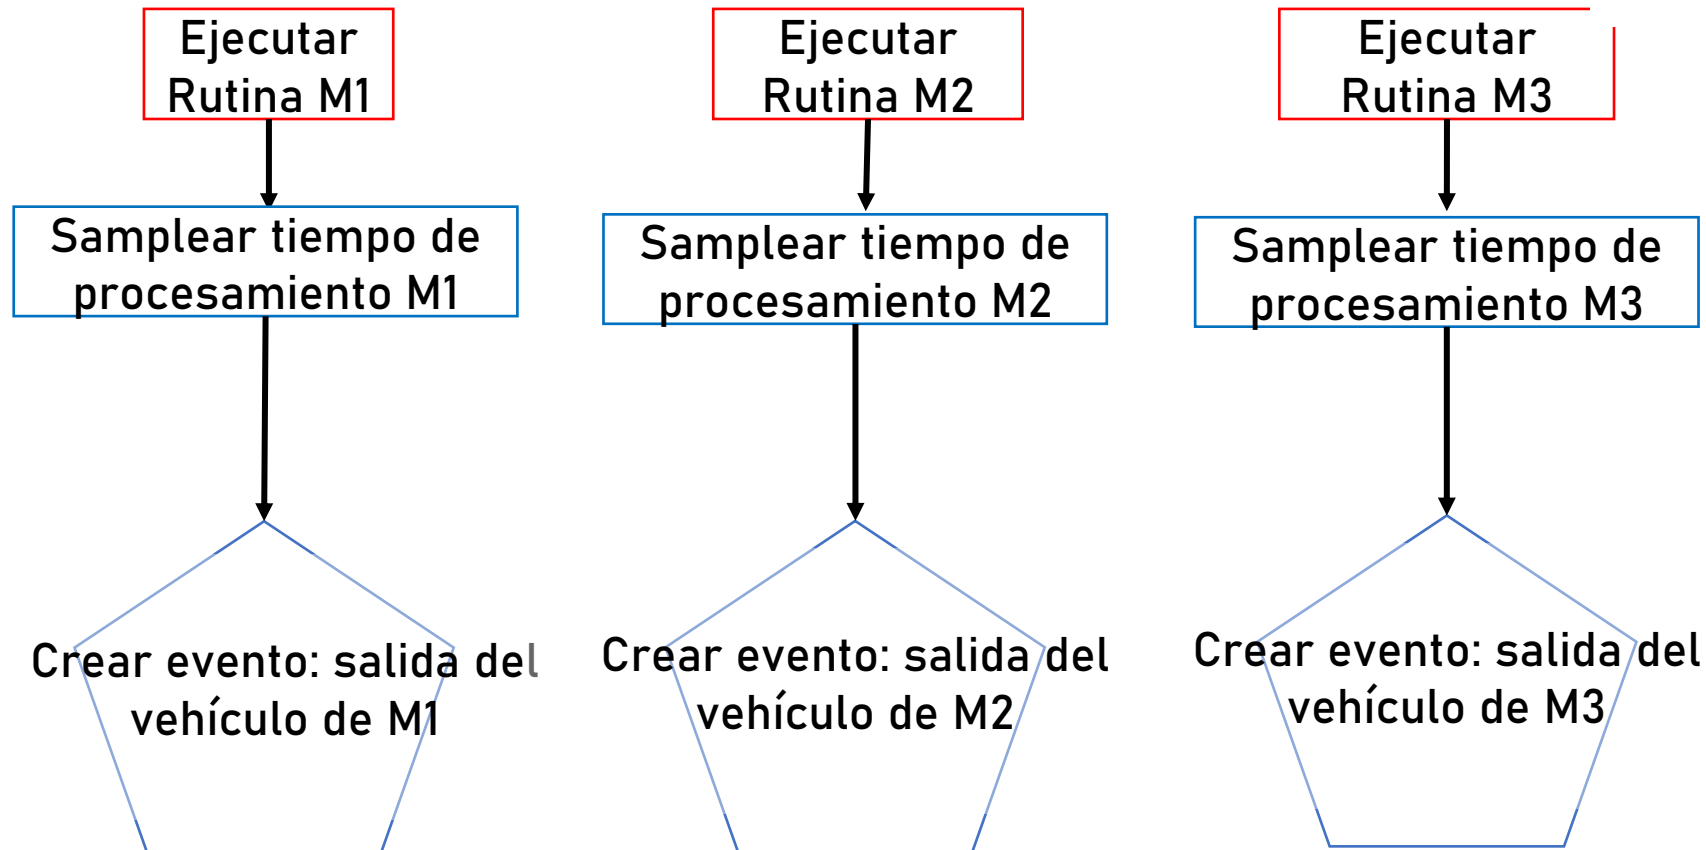 Ejecutar
Rutina M1
Samplear tiempo de
procesamiento M1
Crear evento: salida del
vehículo de M1
Ejecutar
Rutina M2
Samplear tiempo de
procesamiento M2
Crear evento: salida del
vehículo de M2
Ejecutar
Rutina M3
Samplear tiempo de
procesamiento M3
Crear evento: salida del
vehículo de M3